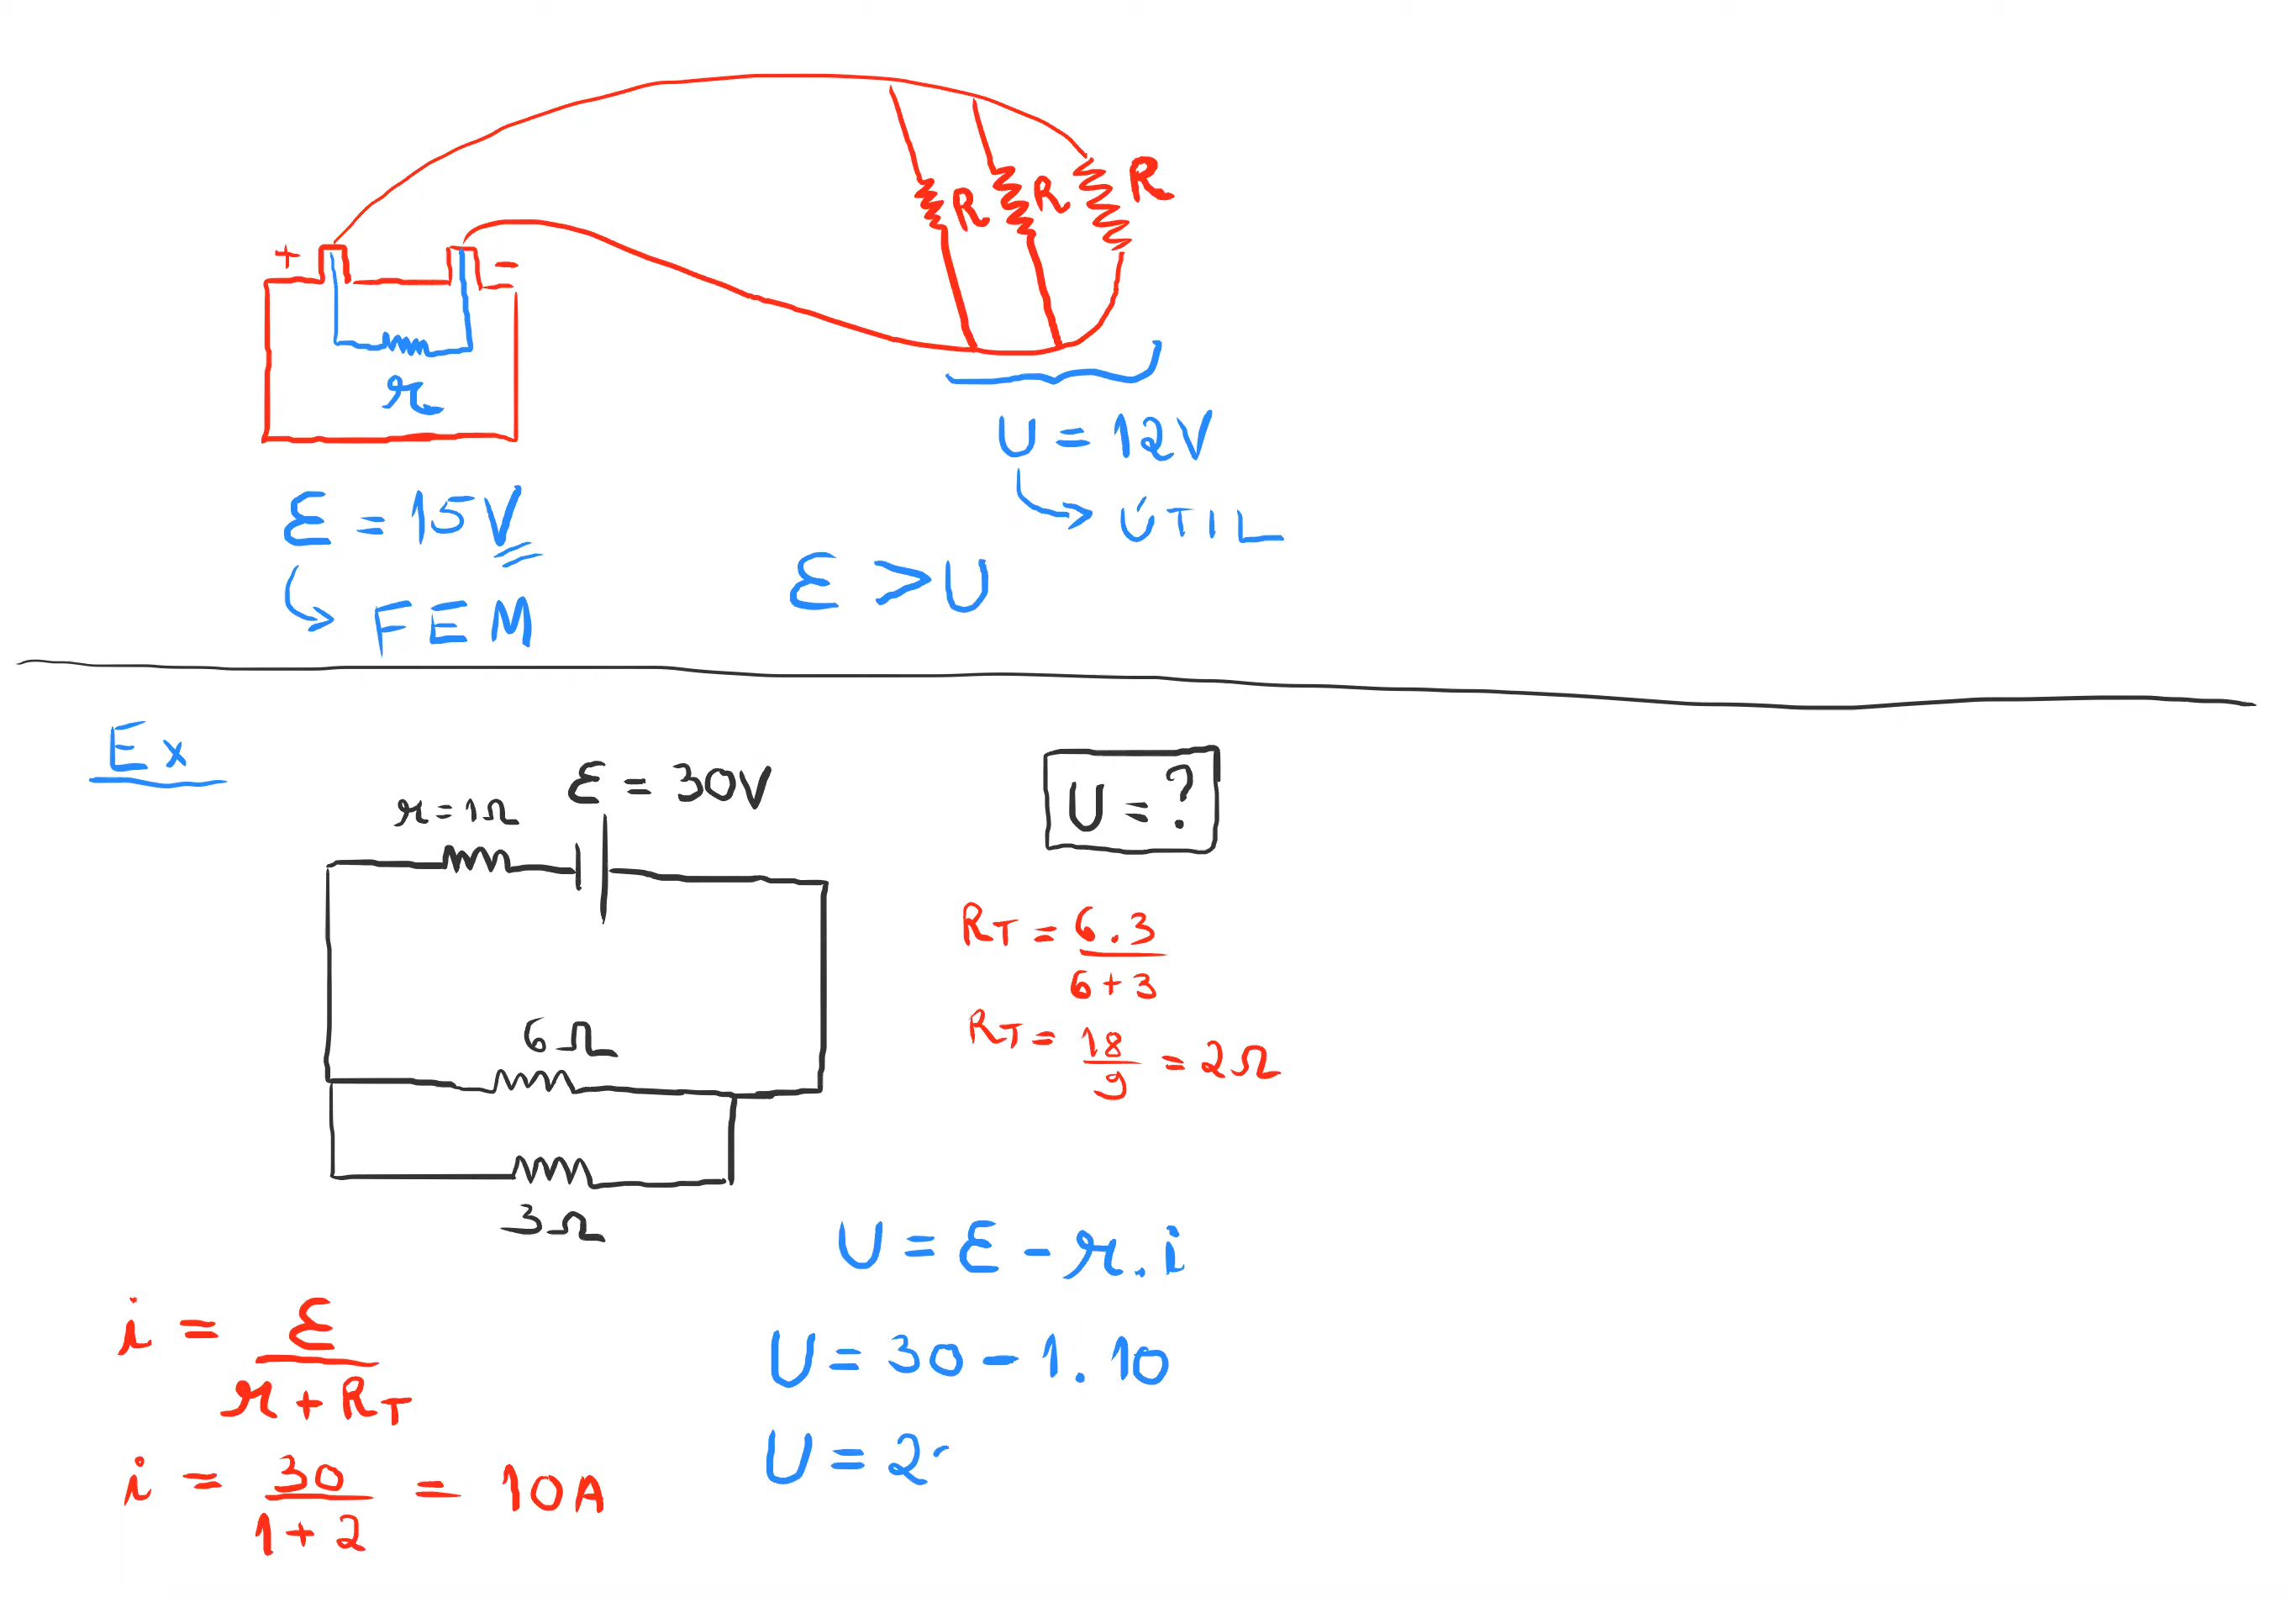 R R R
+ -
r
U = 12V
ÚTIL
ε = 15V
ε > U
FEM
Ex
ε = 30V
r = 1Ω
U = ?
RT = 6 . 3
6 + 3
6Ω
RT = 18
9
= 2Ω
3Ω
U = ε - r . i
i = ε
r + RT
U = 30 - 1 . 10
i = 30
1 + 2
= 10A
U = 2